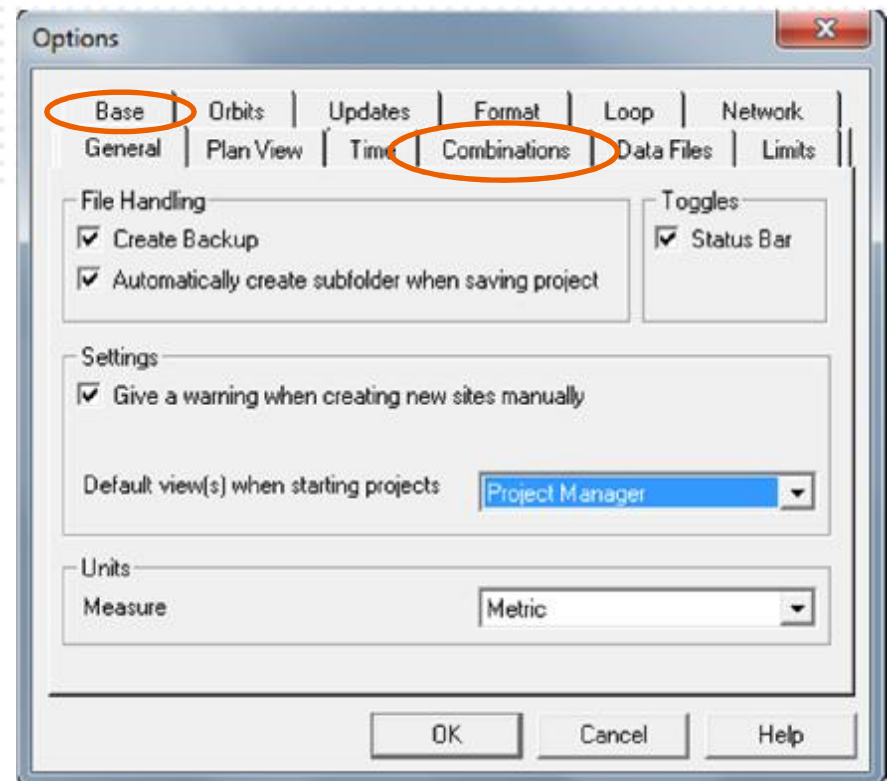 Options
Base Orbits Updates Format Loop Network
General Plan View Time Combinations Data Files Limits
File Handling Toggles
Create Backup Status Bar
Automatically create subfolder when saving project
Settings
Give a warning when creating new sites manually
Default view(s) when starting projects Project Manager
Units
Measure Metric
OK Cancel Help